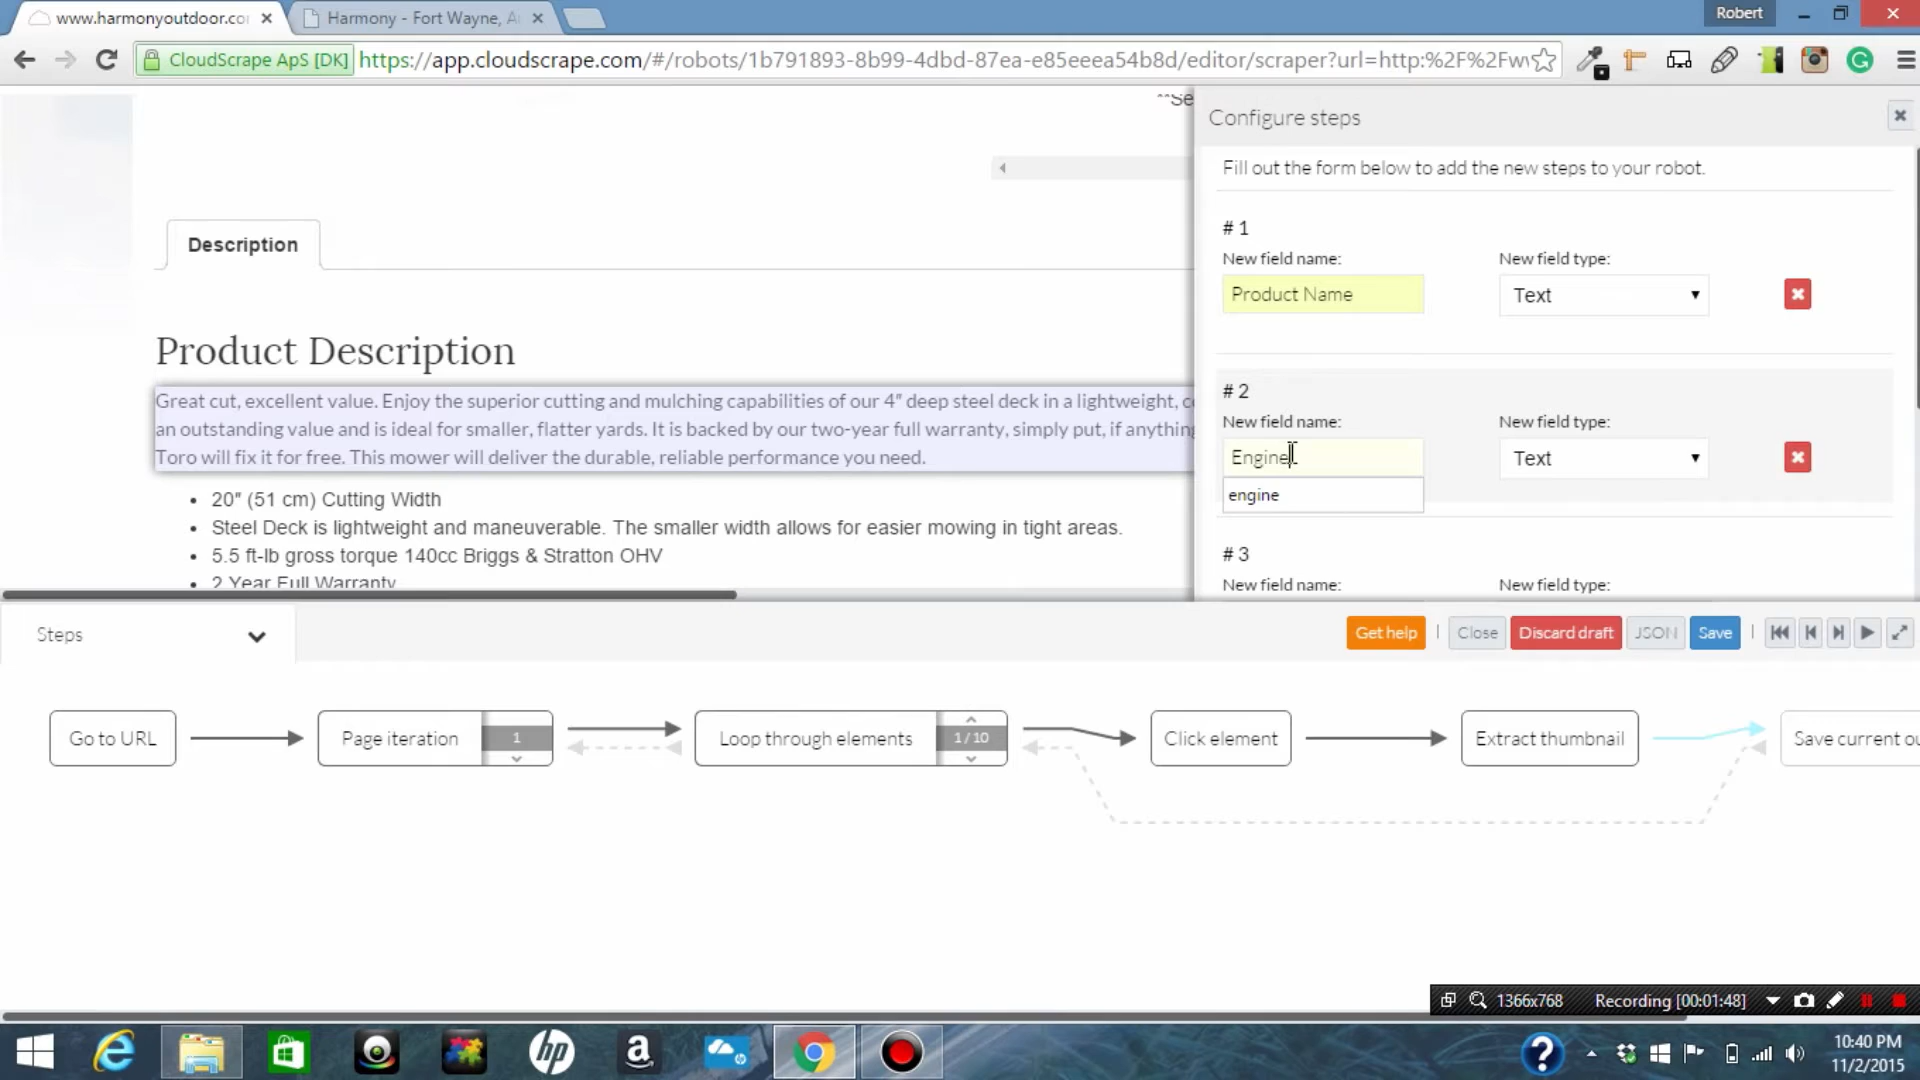 www.harmonyoutdoor.co
Harmony - Fort Wayne, A
Robert
CloudScrape ApS [DK]
https://app.cloudscrape.com/#/robots/1b791893-8b99-4dbd-87ea-e85eeea54b8d/editor/scraper?url=http:%2F%2Fw
**Se
Configure steps
Fill out the form below to add the new steps to your robot.
# 1
New field name:
New field type:
Product Name
Text
Description
Product Description
Great cut, excellent value. Enjoy the superior cutting and mulching capabilities of our 4″ deep steel deck in a lightweight, c
an outstanding value and is ideal for smaller, flatter yards. It is backed by our two-year full warranty, simply put, if anything
Toro will fix it for free. This mower will deliver the durable, reliable performance you need.
20″ (51 cm) Cutting Width
Steel Deck is lightweight and maneuverable. The smaller width allows for easier mowing in tight areas.
5.5 ft-lb gross torque 140cc Briggs & Stratton OHV
2 Year Full Warranty
# 2
New field name:
New field type:
Engine
Text
engine
# 3
New field name:
New field type:
Steps
Get help
Close
Discard draft
JSON
Save
Go to URL
Page iteration
1
Loop through elements
1 / 10
Click element
Extract thumbnail
Save current ou
1366x768
Recording [00:01:48]
hp
a
?
10:40 PM
11/2/2015